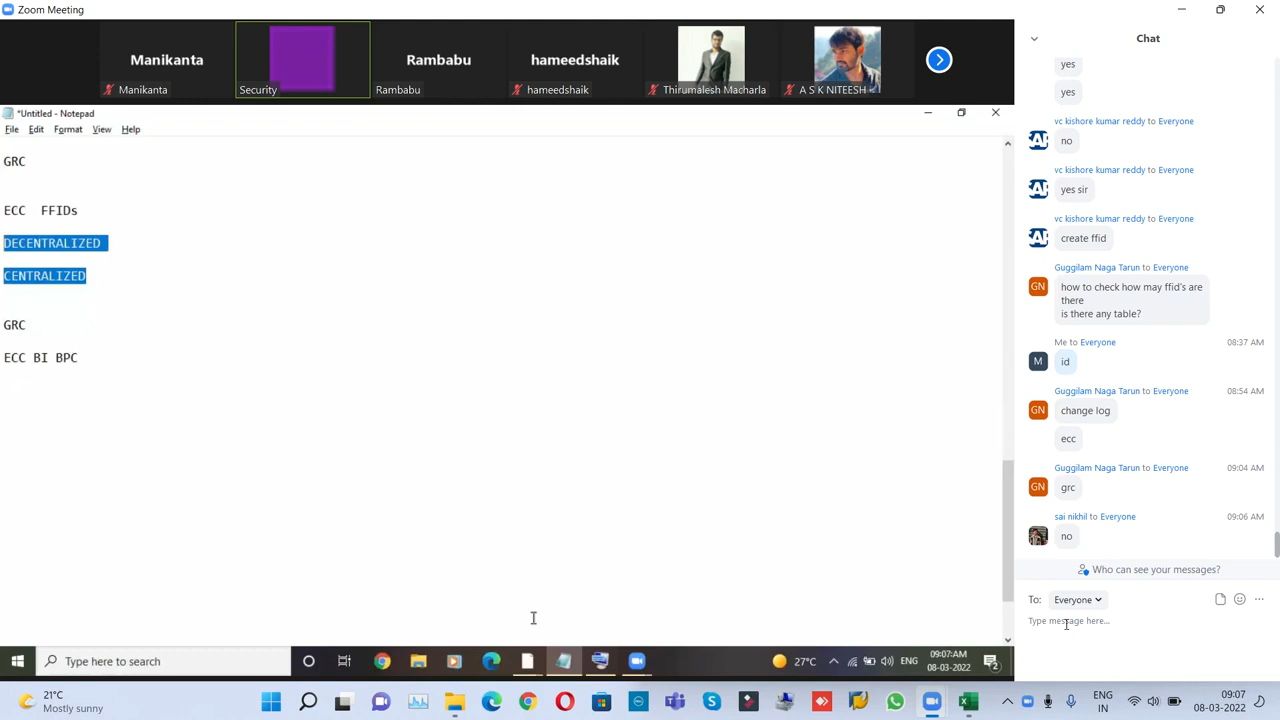 Zoom Meeting
Manikanta
Manikanta
Security
Rambabu
Rambabu
hameedshaik
hameedshaik
Thirumalesh Macharla
A S K NITEESH
*Untitled - Notepad
File Edit Format View Help
GRC
ECC FFIDs
DECENTRALIZED
CENTRALIZED
GRC
ECC BI BPC
Type here to search
27°C
ENG
09:07:AM
08-03-2022
2
Chat
yes
yes
vc kishore kumar reddy to Everyone
no
vc kishore kumar reddy to Everyone
yes sir
vc kishore kumar reddy to Everyone
create ffid
Guggilam Naga Tarun to Everyone
GN
how to check how may ffid's are
there
is there any table?
Me to Everyone 08:37 AM
M
id
Guggilam Naga Tarun to Everyone 08:54 AM
GN
change log
ecc
Guggilam Naga Tarun to Everyone 09:04 AM
GN
grc
sai nikhil to Everyone 09:06 AM
no
Who can see your messages?
To: Everyone
Type message here...
21°C
Mostly sunny
ENG
IN
09:07
08-03-2022